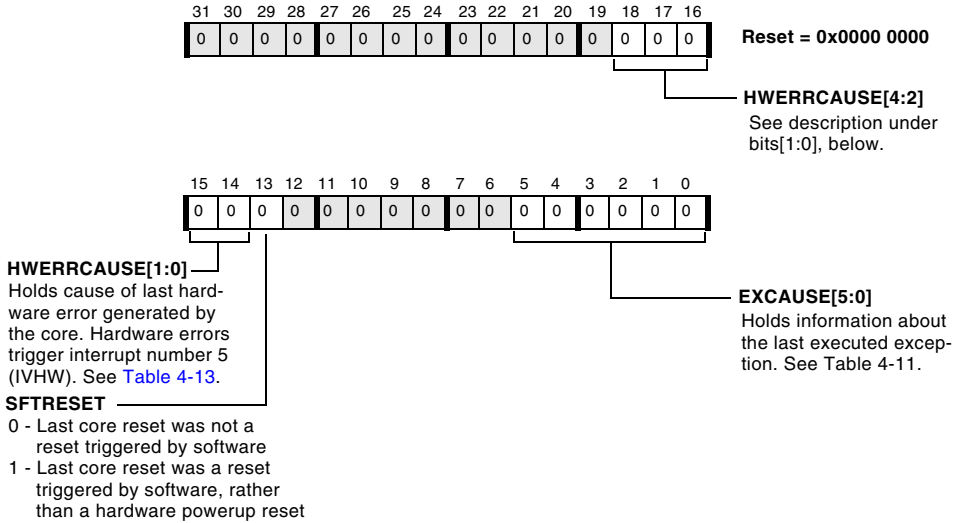 31 30 29 28 27 26 25 24 23 22 21 20 19 18 17 16
0 0 0 0 0 0 0 0 0 0 0 0 0 0 0 0
Reset = 0x0000 0000
HWERRCAUSE[4:2]
See description under
bits[1:0], below.
15 14 13 12 11 10 9 8 7 6 5 4 3 2 1 0
0 0 0 0 0 0 0 0 0 0 0 0 0 0 0 0
HWERRCAUSE[1:0]
Holds cause of last hard-
ware error generated by
the core. Hardware errors
trigger interrupt number 5
(IVHW). See Table 4-13.
SFTRESET
0 - Last core reset was not a
reset triggered by software
1 - Last core reset was a reset
triggered by software, rather
than a hardware powerup reset
EXCAUSE[5:0]
Holds information about
the last executed excep-
tion. See Table 4-11.